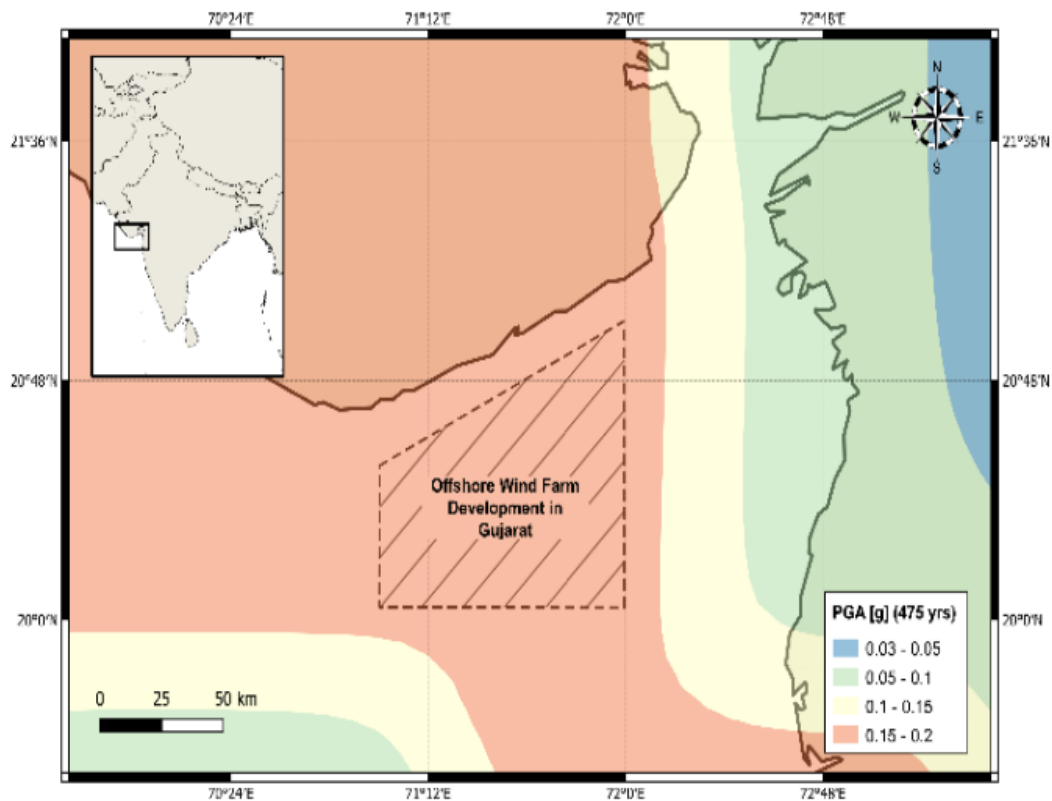 70°24'E 71°12'E 72°0'E 72°48'E
N
W E
S
21°36'N 21°35'N
20°48'N 20°45'N
Offshore Wind Farm
Development in
Gujarat
20°0'N 20°0'N
PGA [g] (475 yrs)
0.03 - 0.05
0.05 - 0.1
0.1 - 0.15
0.15 - 0.2
0 25 50 km
70°24'E 71°12'E 72°0'E 72°48'E